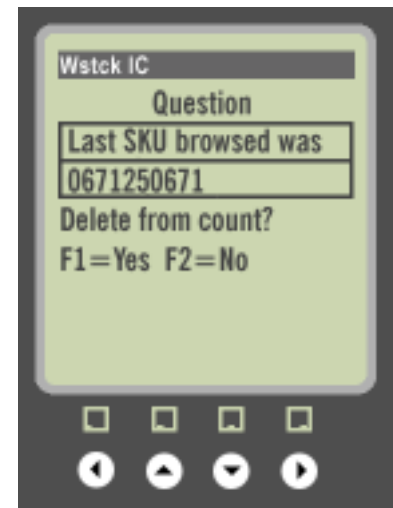 Wstck IC
Question
Last SKU browsed was
0671250671
Delete from count?
F1=Yes F2=No